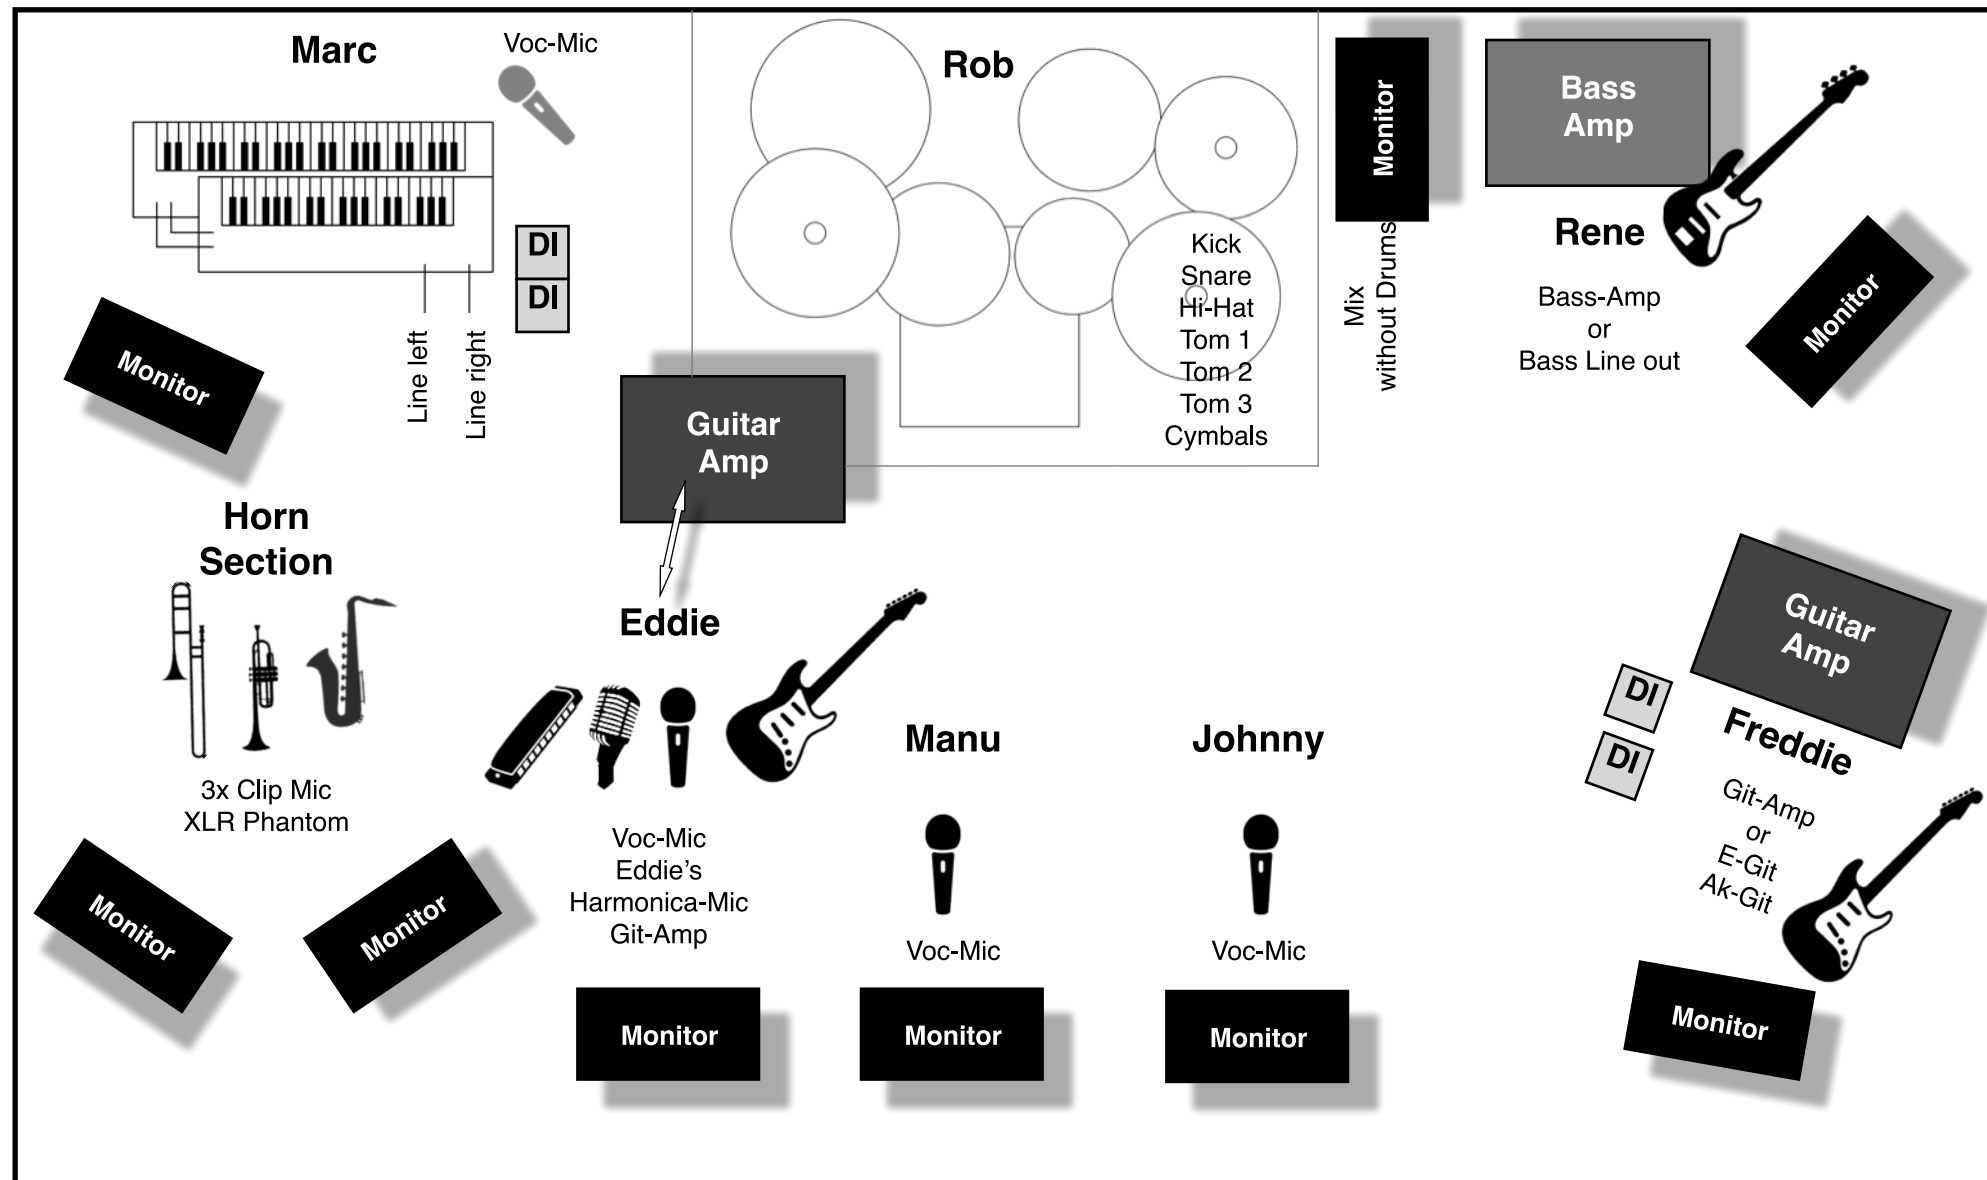 Marc
Voc-Mic
DI
DI
Line left
Line right
Monitor
Rob
Kick
Snare
Hi-Hat
Tom 1
Tom 2
Tom 3
Cymbals
Monitor
Mix
without Drums
Bass
Amp
Rene
Bass-Amp
or
Bass Line out
Monitor
Guitar
Amp
Horn
Section
3x Clip Mic
XLR Phantom
Monitor
Monitor
Eddie
Voc-Mic
Eddie’s
Harmonica-Mic
Git-Amp
Monitor
Manu
Voc-Mic
Monitor
Johnny
Voc-Mic
Monitor
Guitar
Amp
DI
DI
Freddie
Git-Amp
or
E-Git
Ak-Git
Monitor